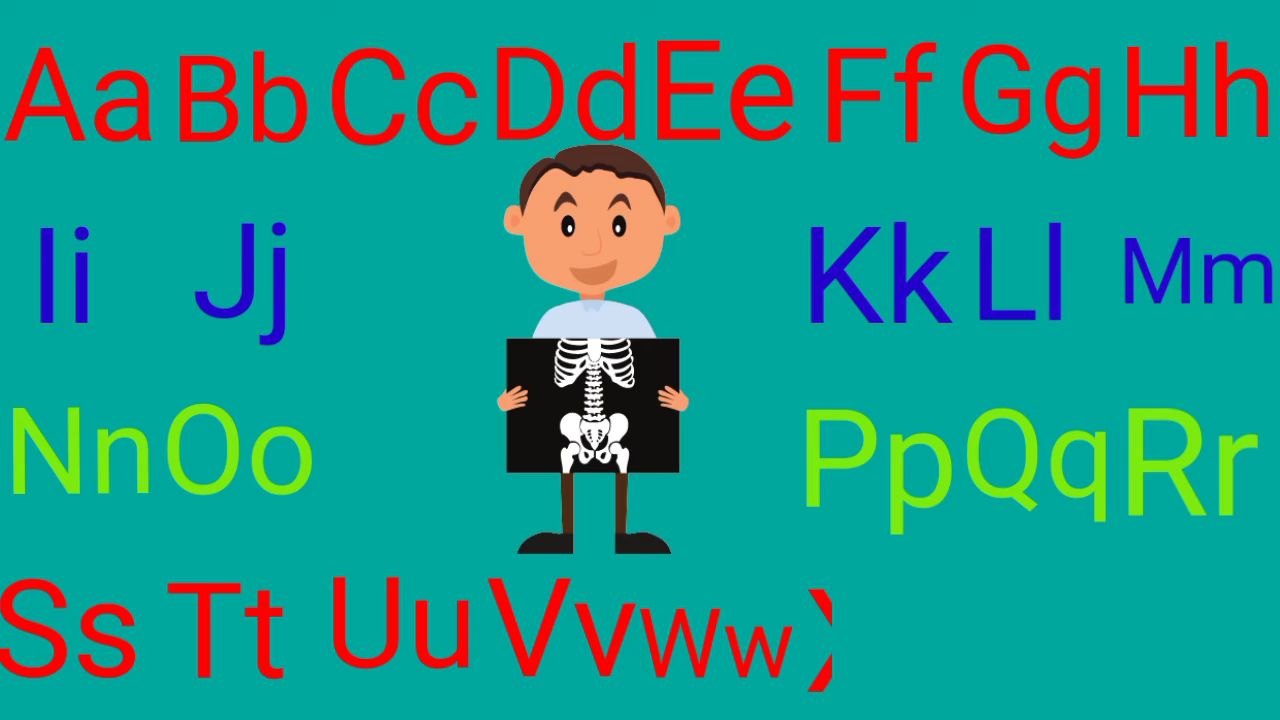 Aa Bb Cc Dd Ee Ff Gg Hh
Ii Jj Kk Ll Mm
Nn Oo Pp Qq Rr
Ss Tt Uu Vv Ww